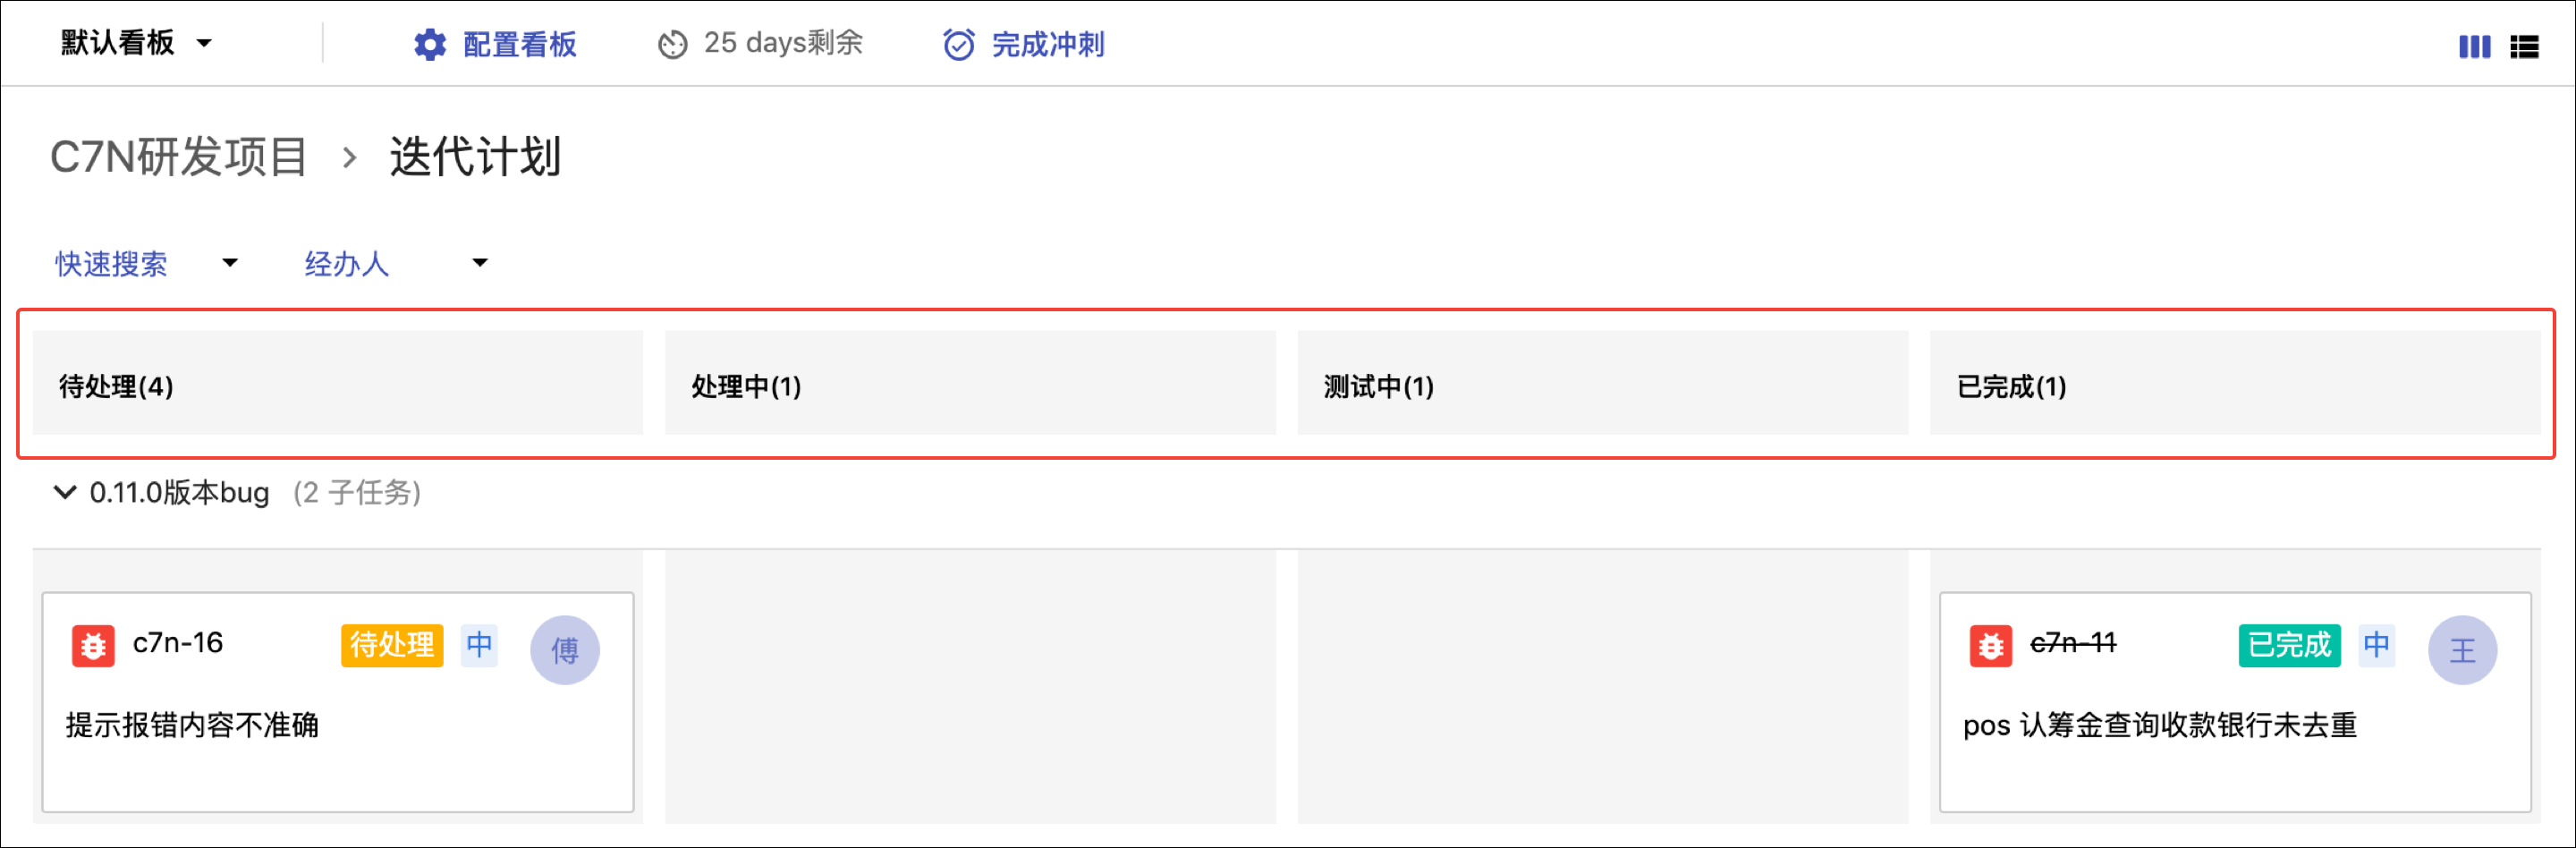 默认看板 配置看板 25 days剩余 完成冲刺
C7N研发项目 > 迭代计划
快速搜索 经办人
待处理(4) 处理中(1) 测试中(1) 已完成(1)
0.11.0版本bug (2 子任务)
c7n-16 待处理 中 傅
提示报错内容不准确
c7n-11 已完成 中 王
pos 认筹金查询收款银行未去重